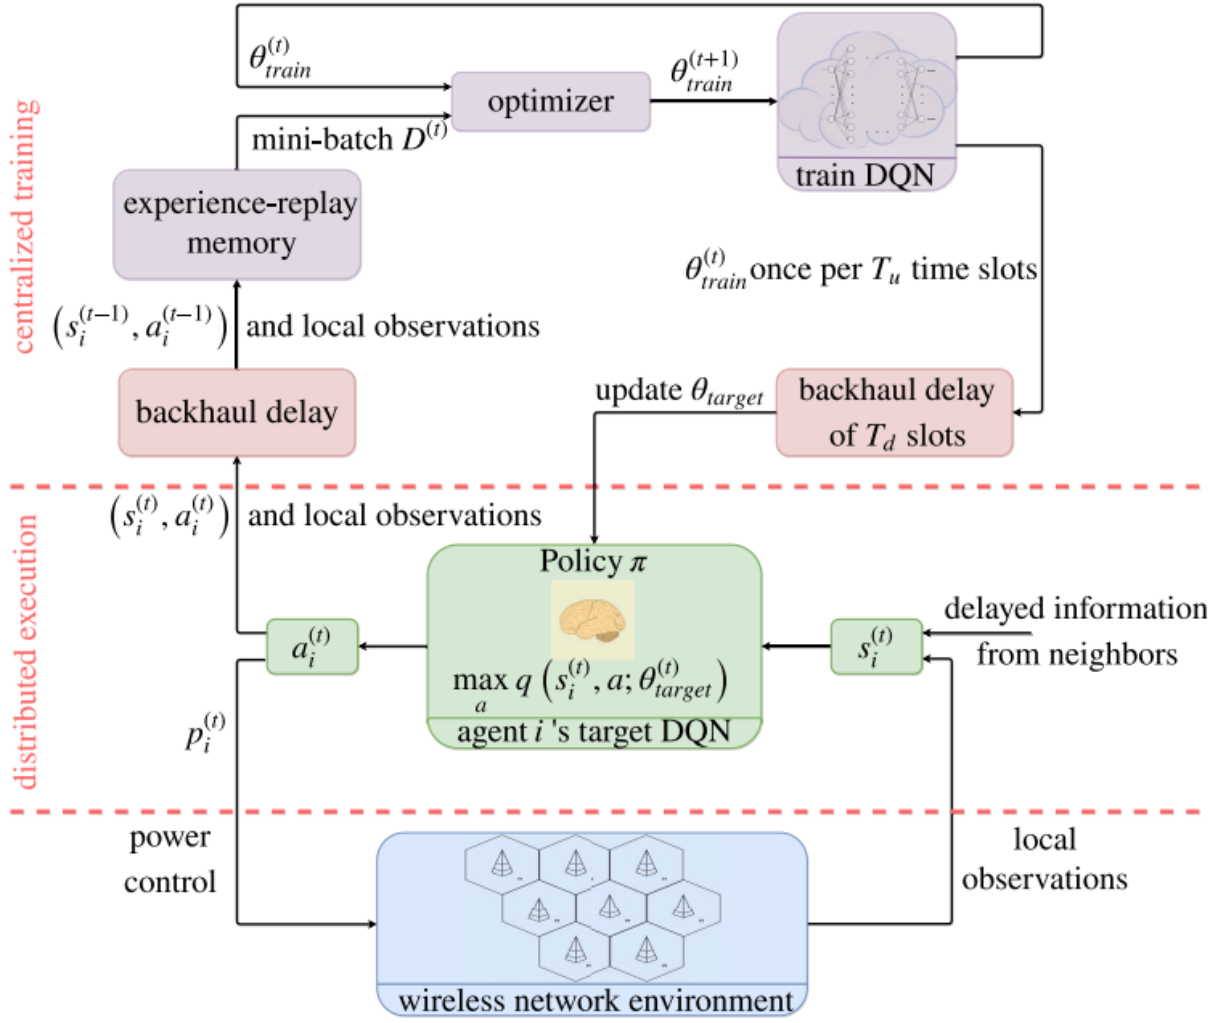 centralized training
θ_train^(t)
optimizer
θ_train^(t+1)
train DQN
mini-batch D^(t)
experience-replay
memory
θ_train^(t) once per T_u time slots
(s_i^(t−1), a_i^(t−1)) and local observations
backhaul delay
update θ_target
backhaul delay
of T_d slots
distributed execution
(s_i^(t), a_i^(t)) and local observations
Policy π
max_a q (s_i^(t), a; θ_target^(t))
agent i 's target DQN
a_i^(t)
s_i^(t)
delayed information
from neighbors
p_i^(t)
power
control
local
observations
wireless network environment